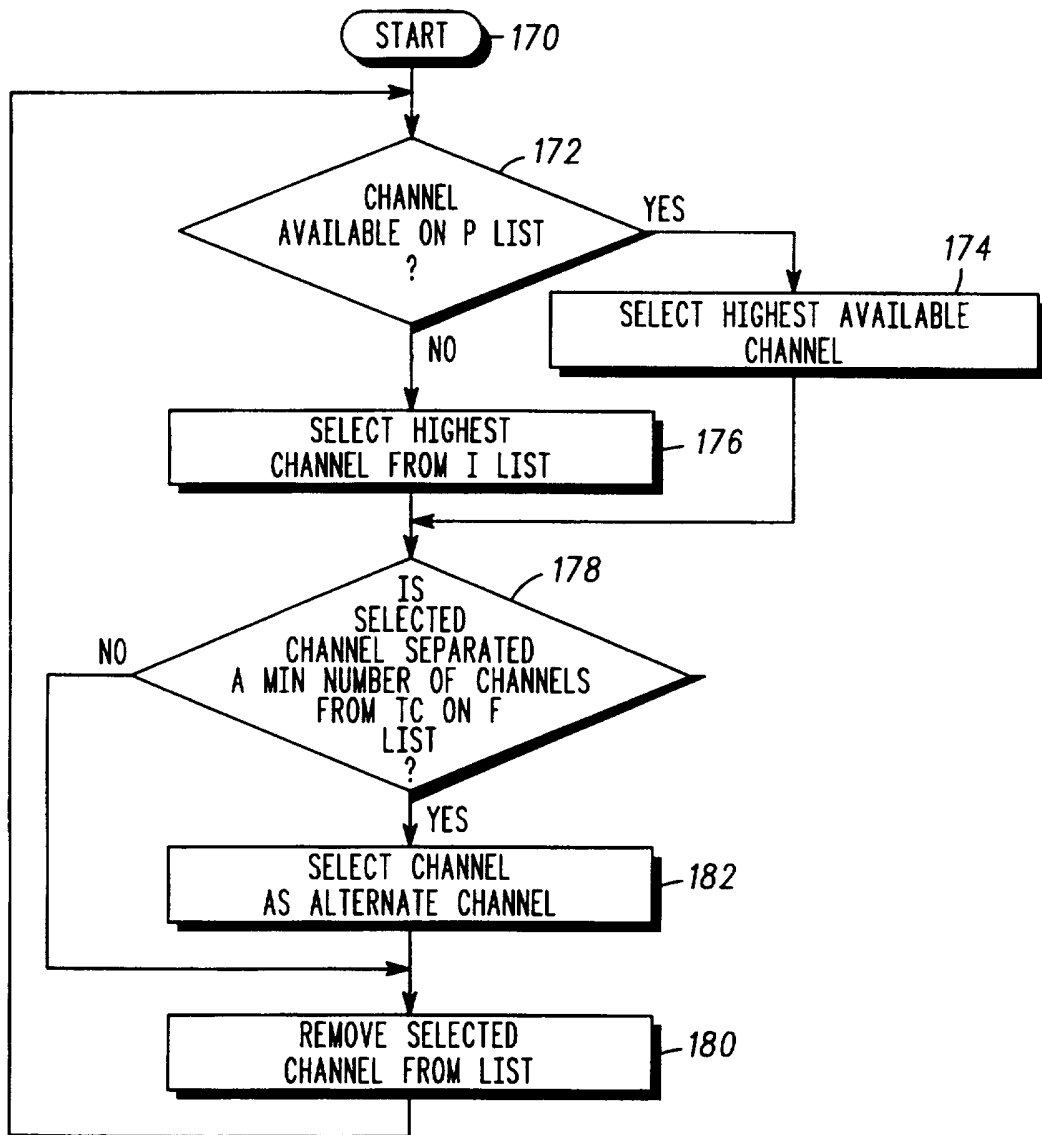 START
170
172
CHANNEL
AVAILABLE ON P LIST
?
YES
174
SELECT HIGHEST AVAILABLE
CHANNEL
NO
SELECT HIGHEST
CHANNEL FROM I LIST
176
178
IS
SELECTED
CHANNEL SEPARATED
A MIN NUMBER OF CHANNELS
FROM TC ON F
LIST
?
NO
YES
SELECT CHANNEL
AS ALTERNATE CHANNEL
182
REMOVE SELECTED
CHANNEL FROM LIST
180